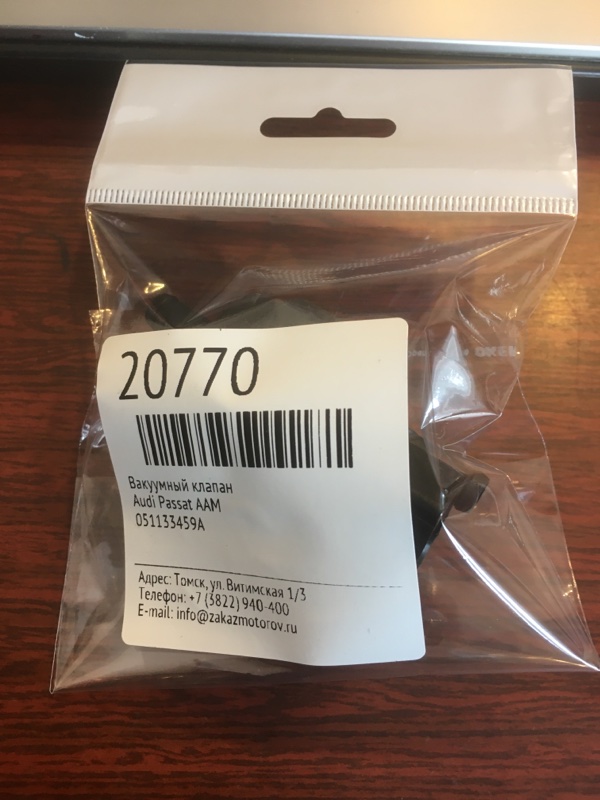 20770
Вакуумный клапан
Audi Passat AAM
051133459A
Адрес: Томск, ул. Витимская 1/3
Телефон: +7 (3822) 940-400
E-mail: info@zakazmotorov.ru